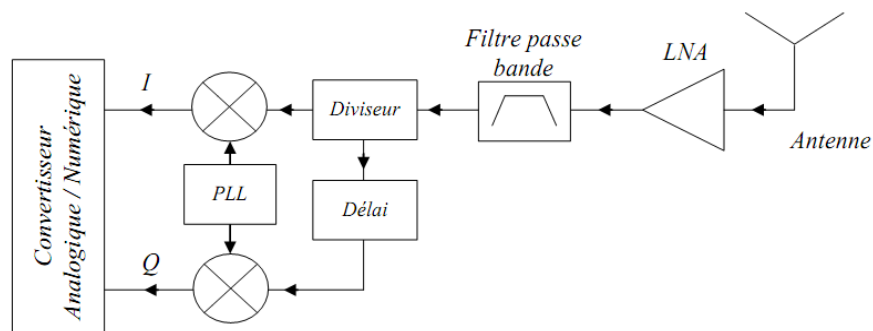 Convertisseur
Analogique / Numérique
I
Q
PLL
Diviseur
Délai
Filtre passe
bande
LNA
Antenne